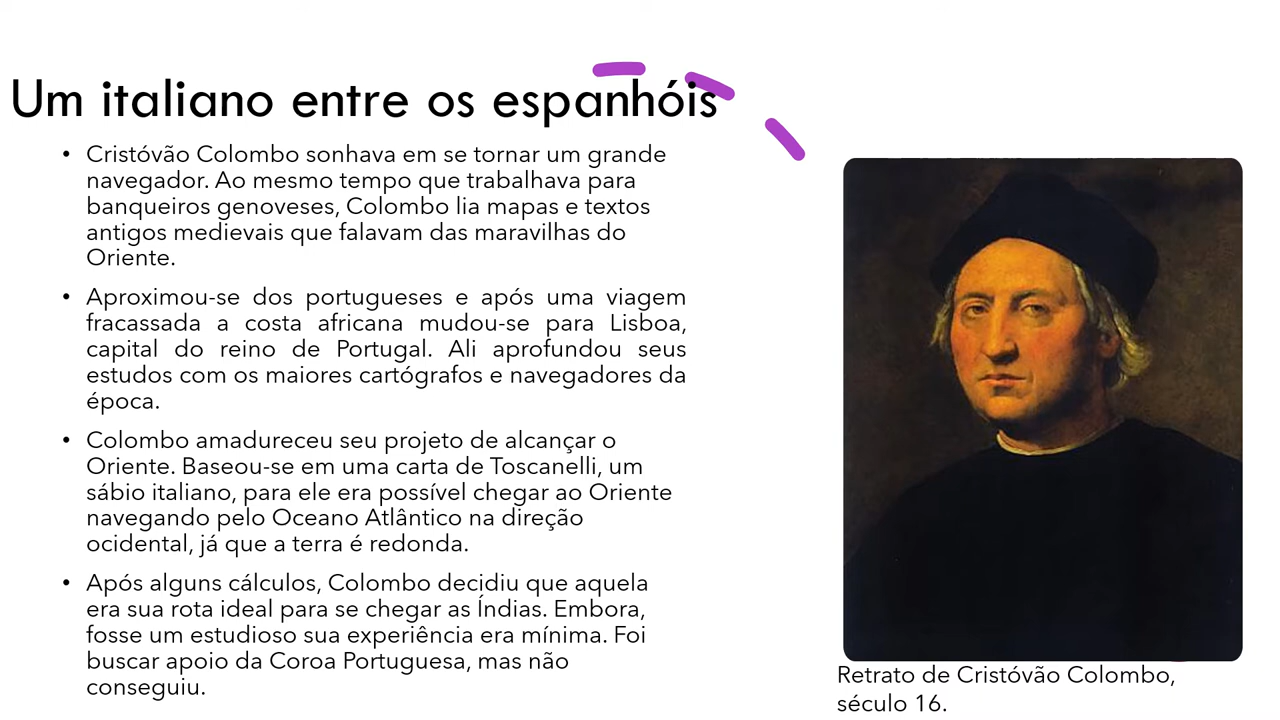 Um italiano entre os espanhóis
• Cristóvão Colombo sonhava em se tornar um grande
navegador. Ao mesmo tempo que trabalhava para
banqueiros genoveses, Colombo lia mapas e textos
antigos medievais que falavam das maravilhas do
Oriente.
• Aproximou-se dos portugueses e após uma viagem
fracassada a costa africana mudou-se para Lisboa,
capital do reino de Portugal. Ali aprofundou seus
estudos com os maiores cartógrafos e navegadores da
época.
• Colombo amadureceu seu projeto de alcançar o
Oriente. Baseou-se em uma carta de Toscanelli, um
sábio italiano, para ele era possível chegar ao Oriente
navegando pelo Oceano Atlântico na direção
ocidental, já que a terra é redonda.
• Após alguns cálculos, Colombo decidiu que aquela
era sua rota ideal para se chegar as Índias. Embora,
fosse um estudioso sua experiência era mínima. Foi
buscar apoio da Coroa Portuguesa, mas não
conseguiu.
Retrato de Cristóvão Colombo,
século 16.